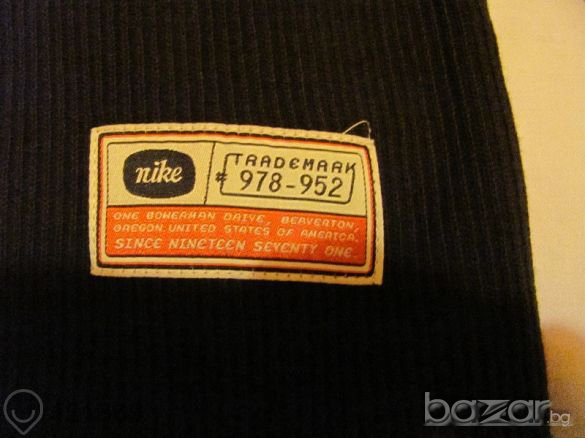 nike
TRADEMARK
# 978-952
ONE BOWERMAN DRIVE, BEAVERTON,
OREGON UNITED STATES OF AMERICA.
SINCE NINETEEN SEVENTY ONE.
bazar.bg